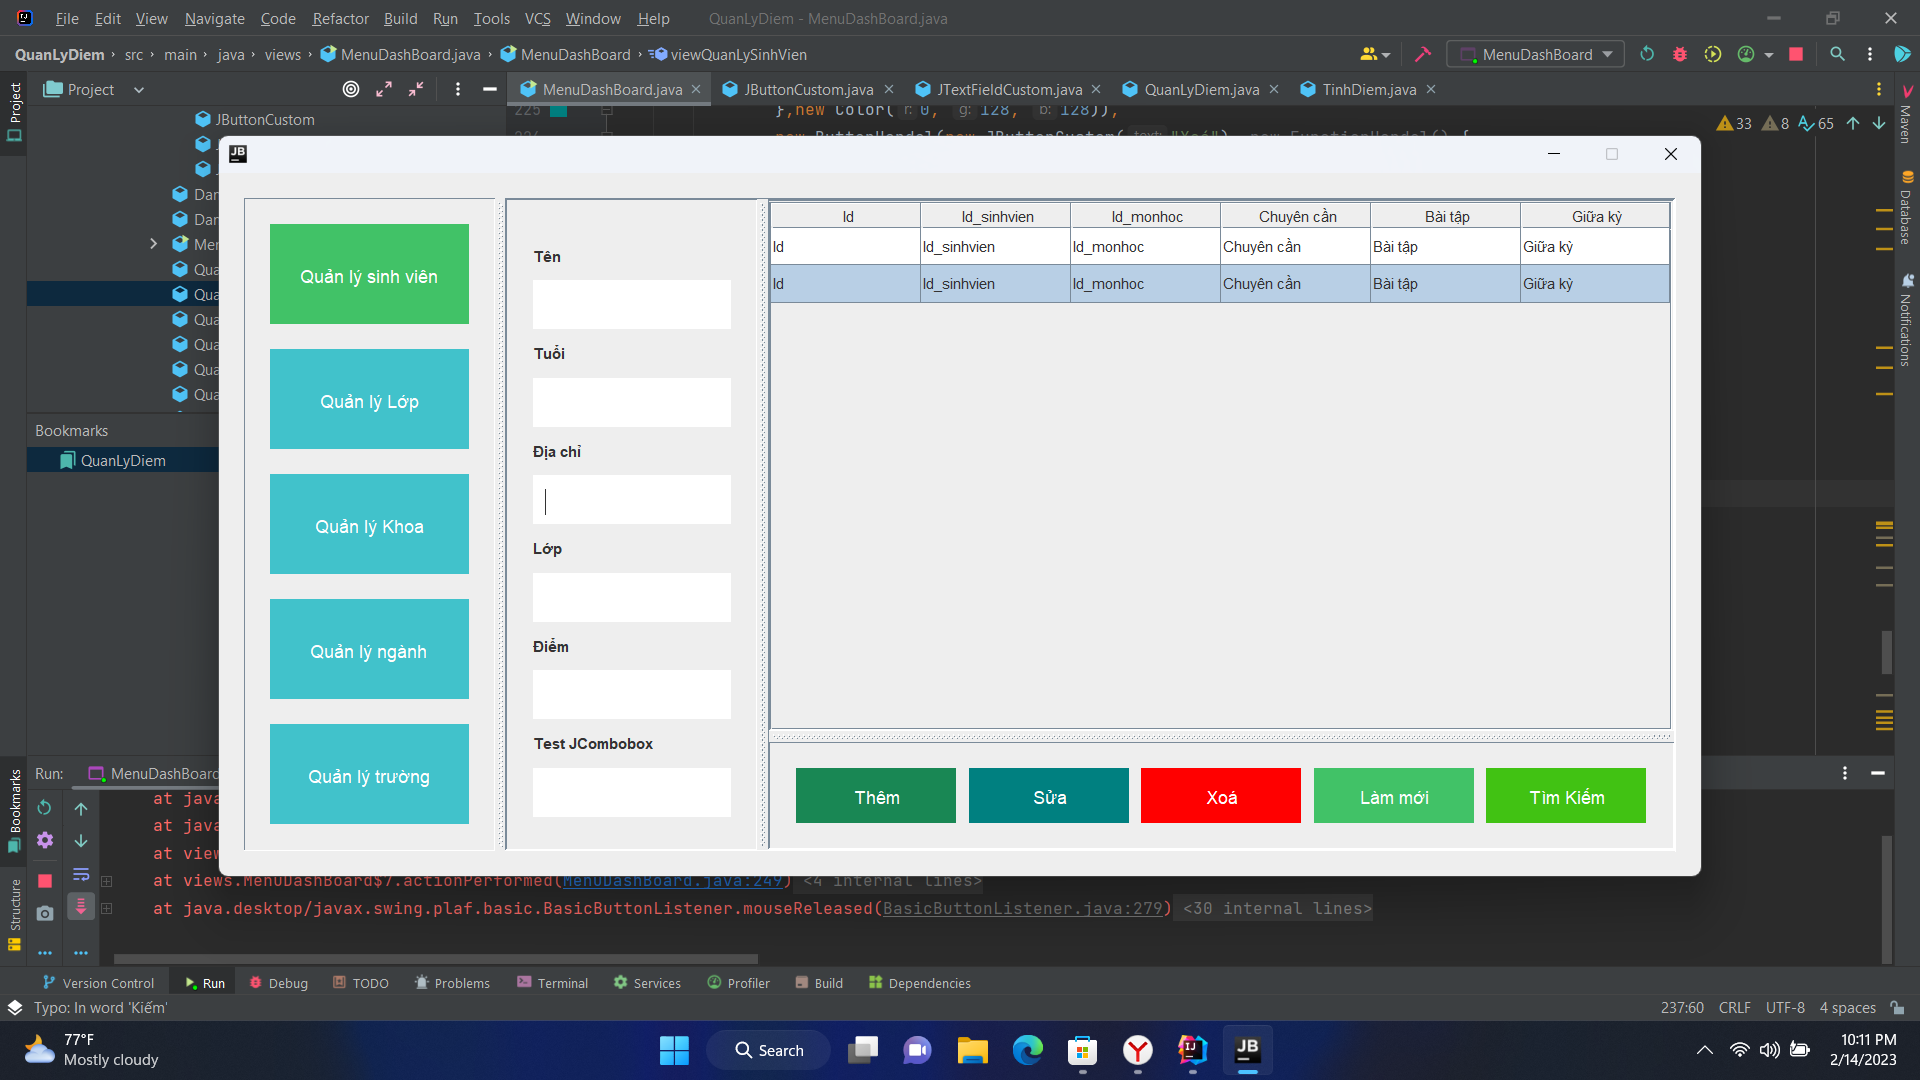 File Edit View Navigate Code Refactor Build Run Tools VCS Window Help QuanLyDiem - MenuDashBoard.java
QuanLyDiem src main java views MenuDashBoard.java MenuDashBoard viewQuanLySinhVien MenuDashBoard
Project
MenuDashBoard.java JButtonCustom.java JTextFieldCustom.java QuanLyDiem.java TinhDiem.java
225 },new Color( r: 0, g: 128, b: 128)),
33 8 65
JButtonCustom
Dan
Dan
Men
Qua
Qua
Qua
Qua
Qua
Qua
Bookmarks
QuanLyDiem
Project
Bookmarks
Structure
Maven
Database
Notifications
Quản lý sinh viên
Quản lý Lớp
Quản lý Khoa
Quản lý ngành
Quản lý trường
Tên
Tuổi
Địa chỉ
Lớp
Điểm
Test JCombobox
Id Id_sinhvien Id_monhoc Chuyên cần Bài tập Giữa kỳ
Id Id_sinhvien Id_monhoc Chuyên cần Bài tập Giữa kỳ
Id Id_sinhvien Id_monhoc Chuyên cần Bài tập Giữa kỳ
Thêm Sửa Xoá Làm mới Tìm Kiếm
Run: MenuDashBoard
at java
at java
at view
at views.MenuDashBoard$7.actionPerformed(MenuDashBoard.java:249) <4 internal lines>
at java.desktop/javax.swing.plaf.basic.BasicButtonListener.mouseReleased(BasicButtonListener.java:279) <30 internal lines>
Version Control Run Debug TODO Problems Terminal Services Profiler Build Dependencies
Typo: In word 'Kiếm' 237:60 CRLF UTF-8 4 spaces
77°F
Mostly cloudy
Search
10:11 PM
2/14/2023